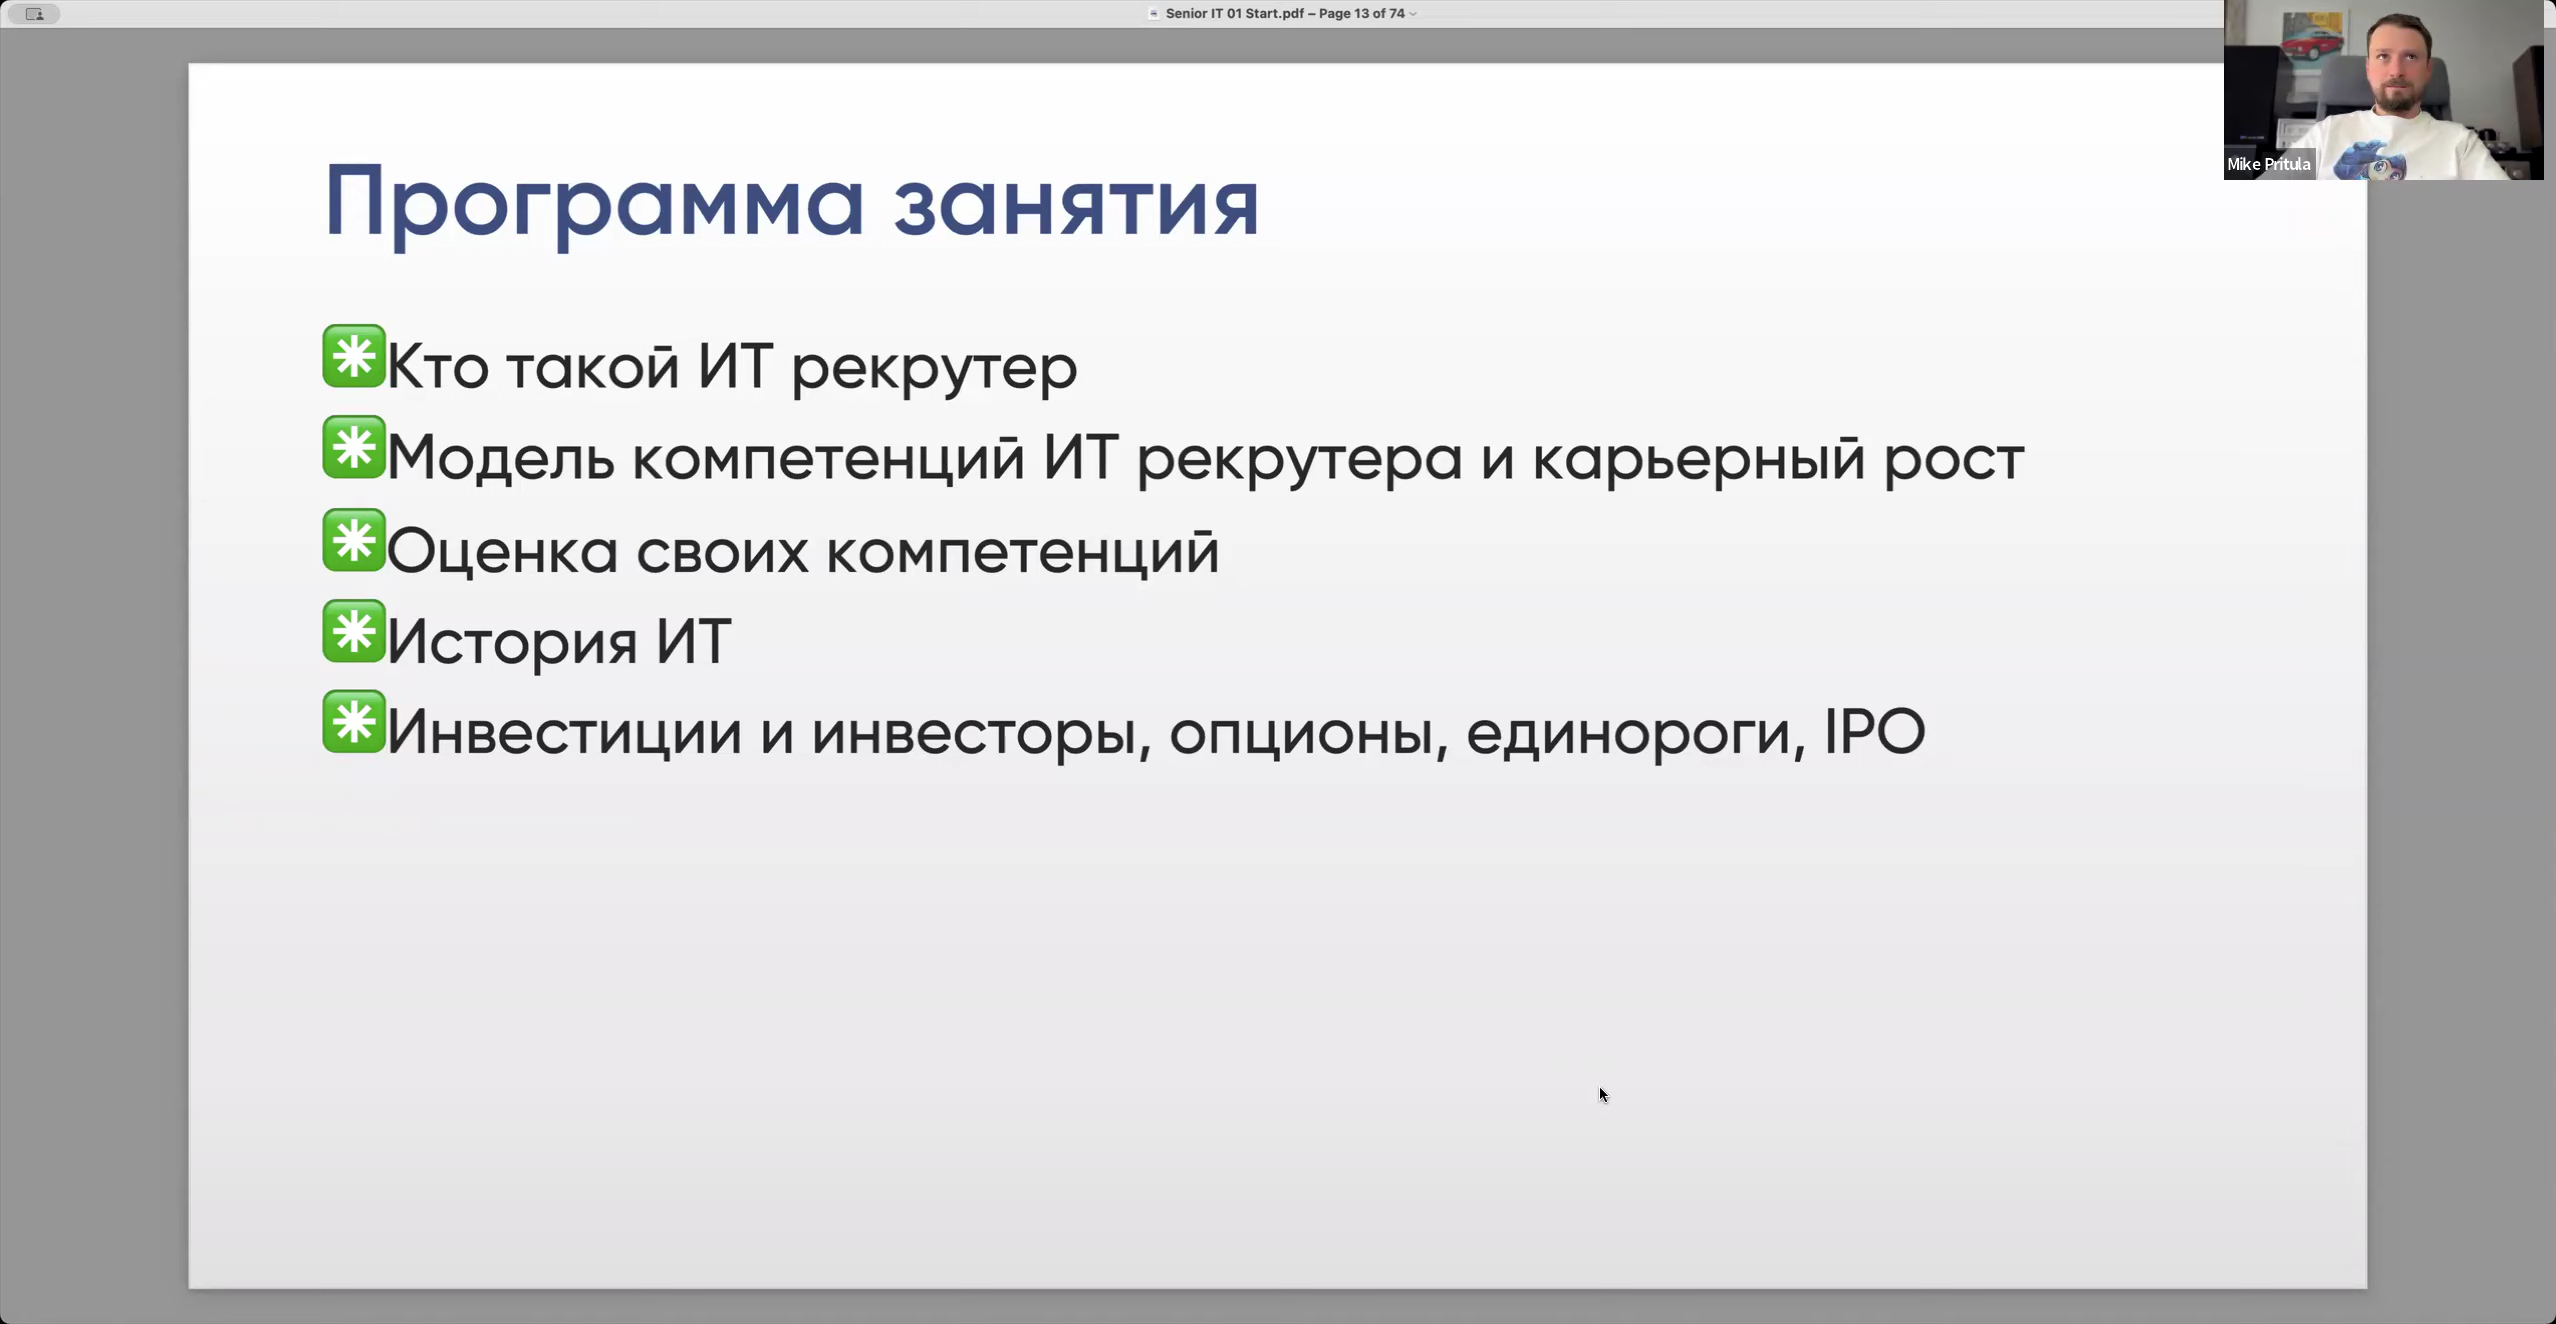 Senior IT 01 Start.pdf – Page 13 of 74
Mike Pritula
Программа занятия
Кто такой ИТ рекрутер
Модель компетенций ИТ рекрутера и карьерный рост
Оценка своих компетенций
История ИТ
Инвестиции и инвесторы, опционы, единороги, IPO